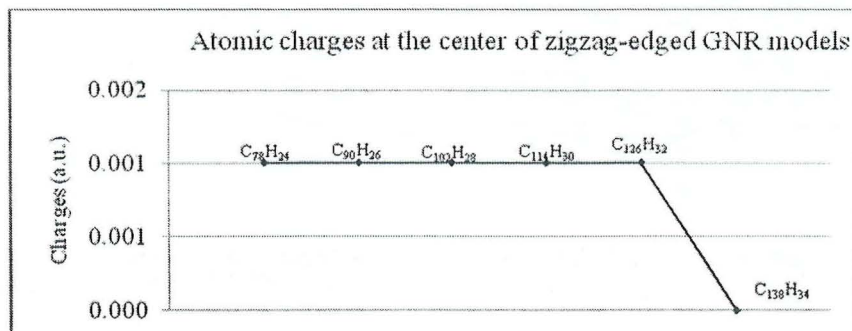 Atomic charges at the center of zigzag-edged GNR models
0.002
C₇₈H₂₄ C₉₀H₂₆ C₁₀₂H₂₈ C₁₁₄H₃₀ C₁₂₆H₃₂
0.001
Charges (a.u.)
0.001
C₁₃₈H₃₄
0.000